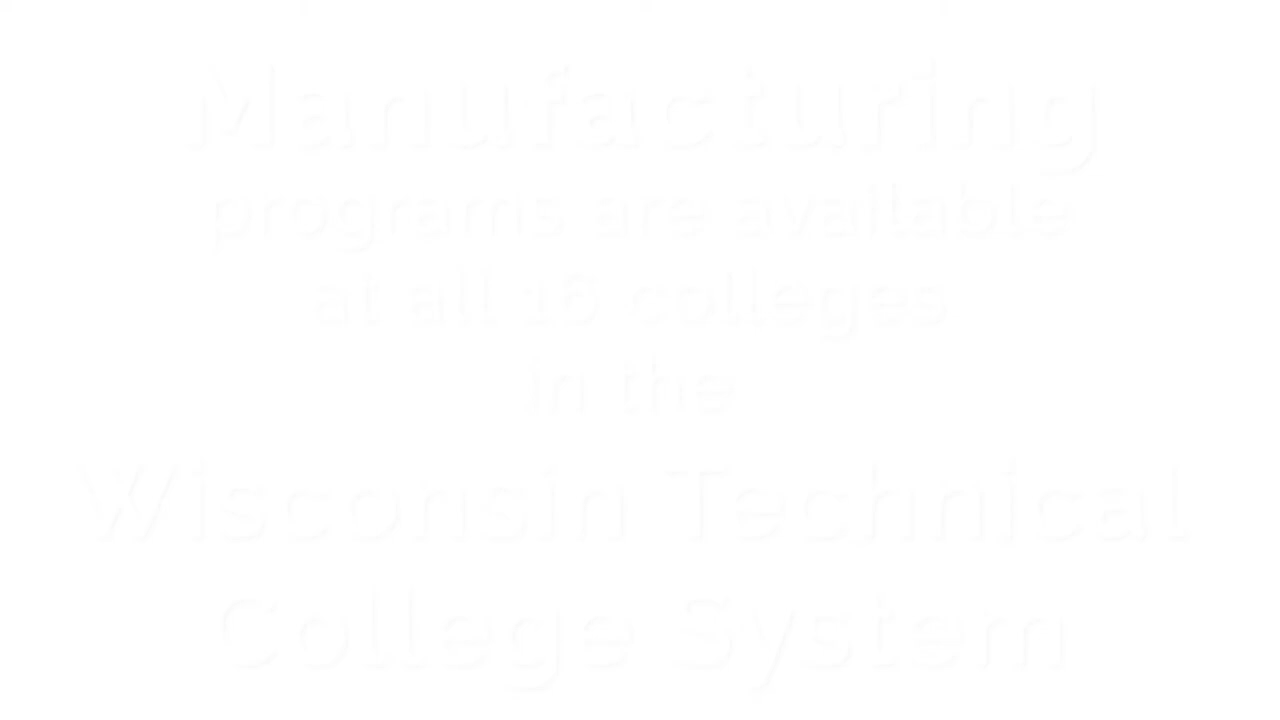 Manufacturing
programs are available
at all 16 colleges
in the
Wisconsin Technical
College System